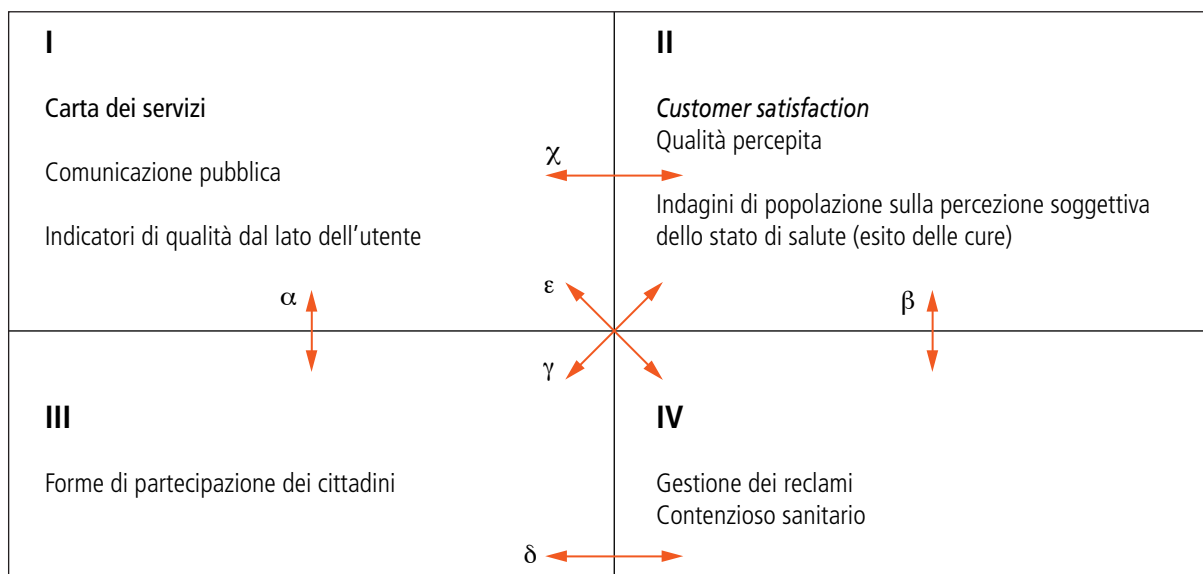 I
Carta dei servizi
Comunicazione pubblica
Indicatori di qualità dal lato dell'utente
II
Customer satisfaction
Qualità percepita
Indagini di popolazione sulla percezione soggettiva
dello stato di salute (esito delle cure)
χ
α
ε
β
γ
III
Forme di partecipazione dei cittadini
IV
Gestione dei reclami
Contenzioso sanitario
δ